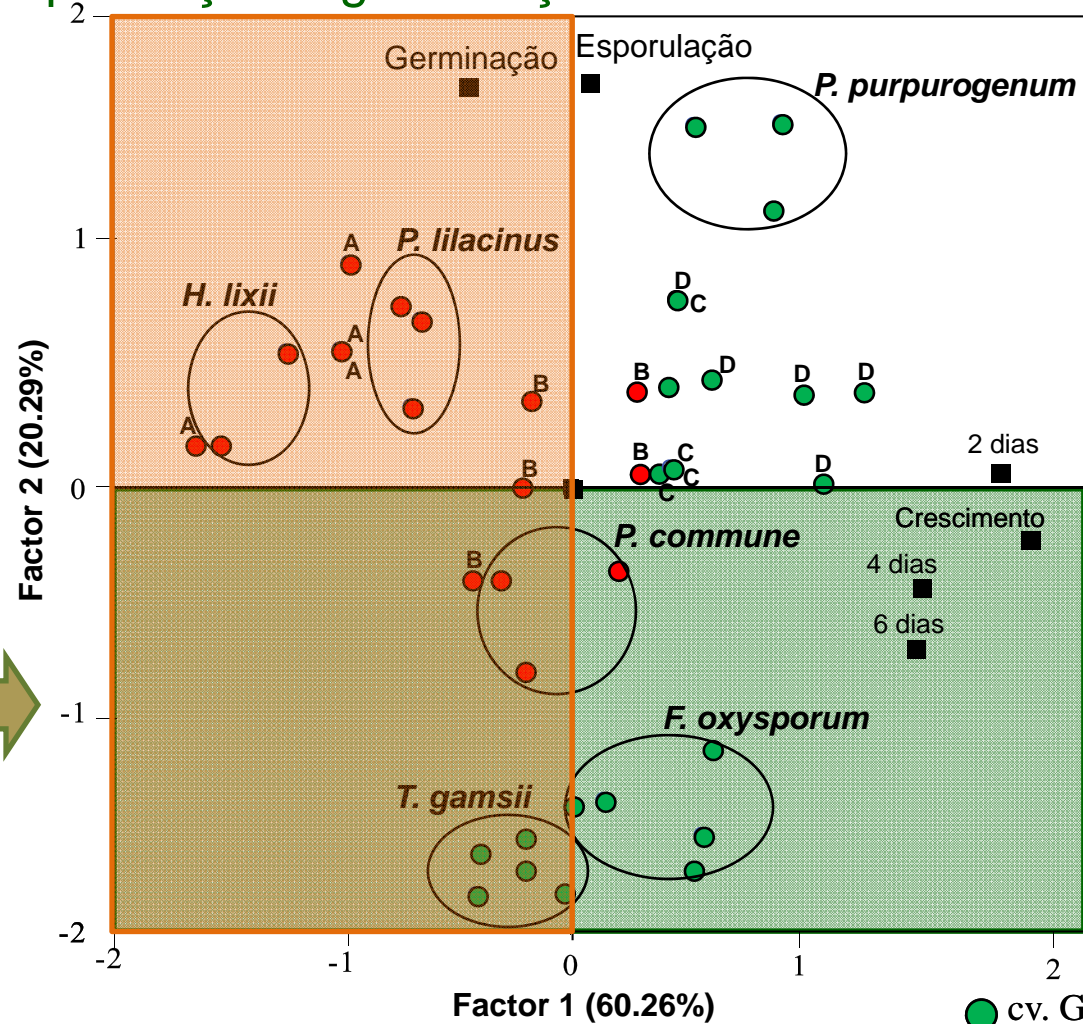 2
Germinação Esporulação
P. purpurogenum
1
A
P. lilacinus
H. lixii
D
C
A
A
B
B
D
D
D
A
B
B
C
C
C
D
2 dias
0
Crescimento
P. commune
B
4 dias
6 dias
-1
F. oxysporum
T. gamsii
-2
-2 -1 0 1 2
Factor 2 (20.29%)
Factor 1 (60.26%)
cv. G